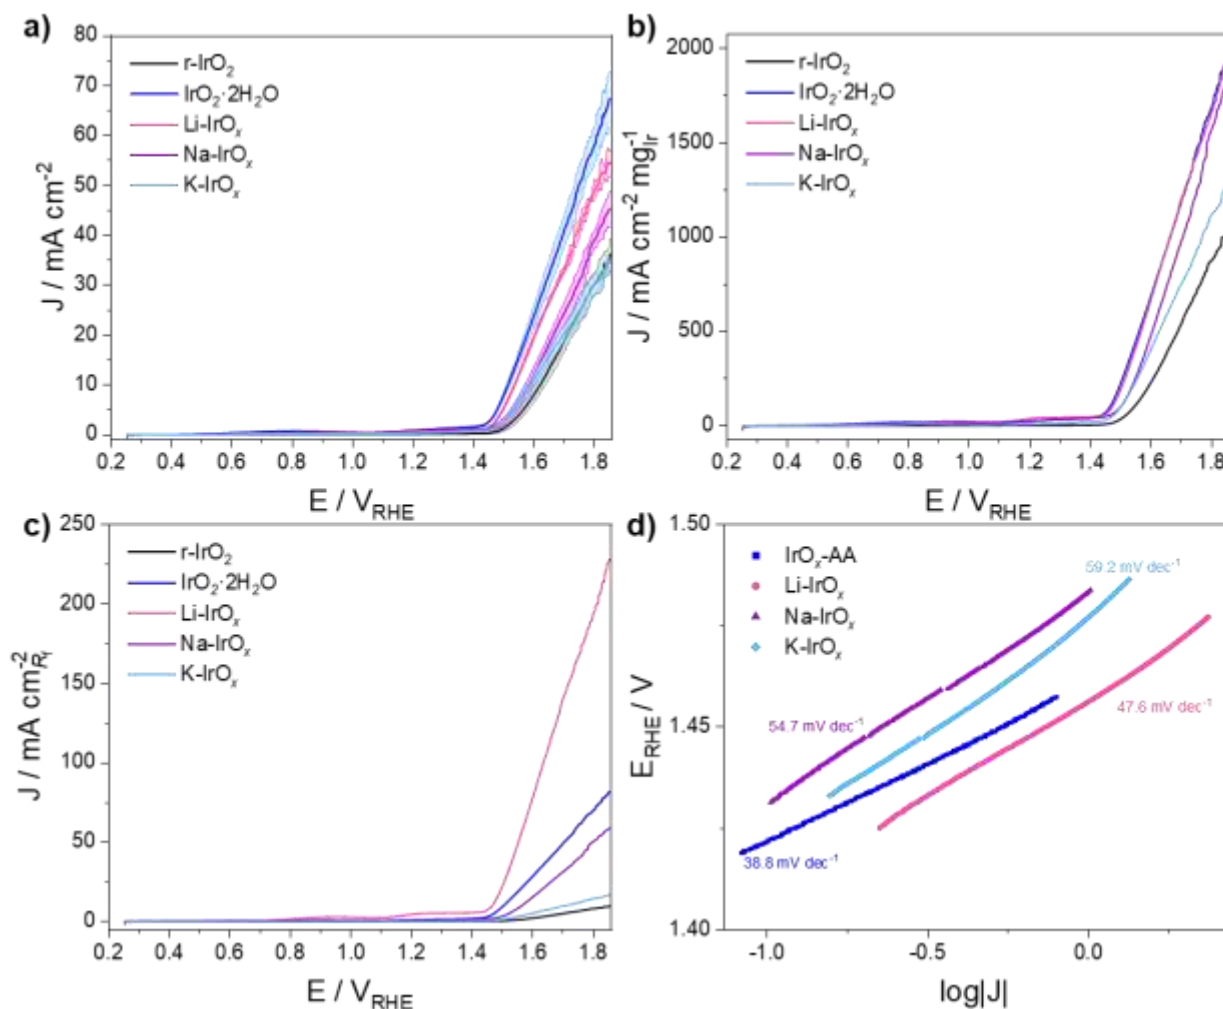 a)
J / mA cm⁻²
80
70
60
50
40
30
20
10
0
r-IrO₂
IrO₂·2H₂O
Li-IrOₓ
Na-IrOₓ
K-IrOₓ
0.2 0.4 0.6 0.8 1.0 1.2 1.4 1.6 1.8
E / V_RHE
b)
J / mA cm⁻² mg⁻¹_Ir
2000
1500
1000
500
0
r-IrO₂
IrO₂·2H₂O
Li-IrOₓ
Na-IrOₓ
K-IrOₓ
0.2 0.4 0.6 0.8 1.0 1.2 1.4 1.6 1.8
E / V_RHE
c)
J / mA cm⁻²_Rf
250
200
150
100
50
0
r-IrO₂
IrO₂·2H₂O
Li-IrOₓ
Na-IrOₓ
K-IrOₓ
0.2 0.4 0.6 0.8 1.0 1.2 1.4 1.6 1.8
E / V_RHE
d)
E_RHE / V
1.50
1.45
1.40
IrOₓ-AA
Li-IrOₓ
Na-IrOₓ
K-IrOₓ
59.2 mV dec⁻¹
54.7 mV dec⁻¹
47.6 mV dec⁻¹
38.8 mV dec⁻¹
-1.0 -0.5 0.0
log|J|